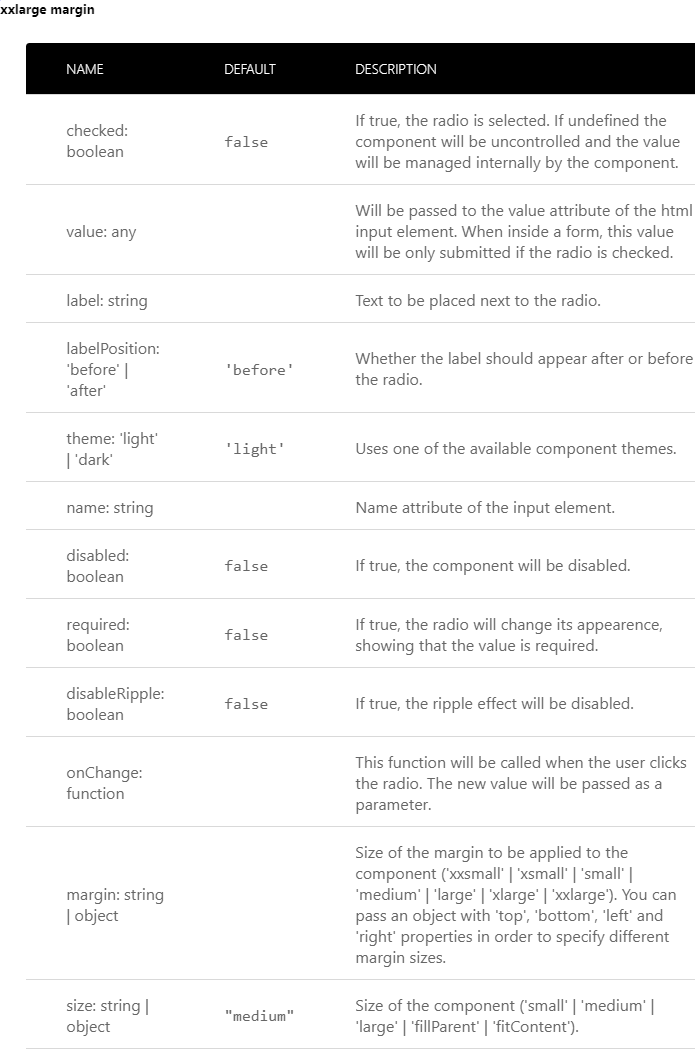 xxlarge margin
NAME DEFAULT DESCRIPTION
If true, the radio is selected. If undefined the
checked:
boolean
false
component will be uncontrolled and the value
will be managed internally by the component.
Will be passed to the value attribute of the html
value: any
input element. When inside a form, this value
will be only submitted if the radio is checked.
label: string
Text to be placed next to the radio.
labelPosition:
'before' |
'after'
'before'
Whether the label should appear after or before
the radio.
theme: 'light'
| 'dark'
'light'
Uses one of the available component themes.
name: string
Name attribute of the input element.
disabled:
boolean
false
If true, the component will be disabled.
required:
boolean
false
If true, the radio will change its appearence,
showing that the value is required.
disableRipple:
boolean
false
If true, the ripple effect will be disabled.
onChange:
function
This function will be called when the user clicks
the radio. The new value will be passed as a
parameter.
margin: string
| object
Size of the margin to be applied to the
component ('xxsmall' | 'xsmall' | 'small' |
'medium' | 'large' | 'xlarge' | 'xxlarge'). You can
pass an object with 'top', 'bottom', 'left' and
'right' properties in order to specify different
margin sizes.
size: string |
object
"medium"
Size of the component ('small' | 'medium' |
'large' | 'fillParent' | 'fitContent').